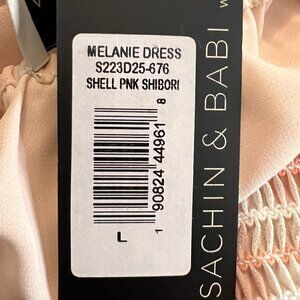 MELANIE DRESS
S223D25-676
SHELL PNK SHIBORI
1 90824 44961 8
L
SACHIN & BABI